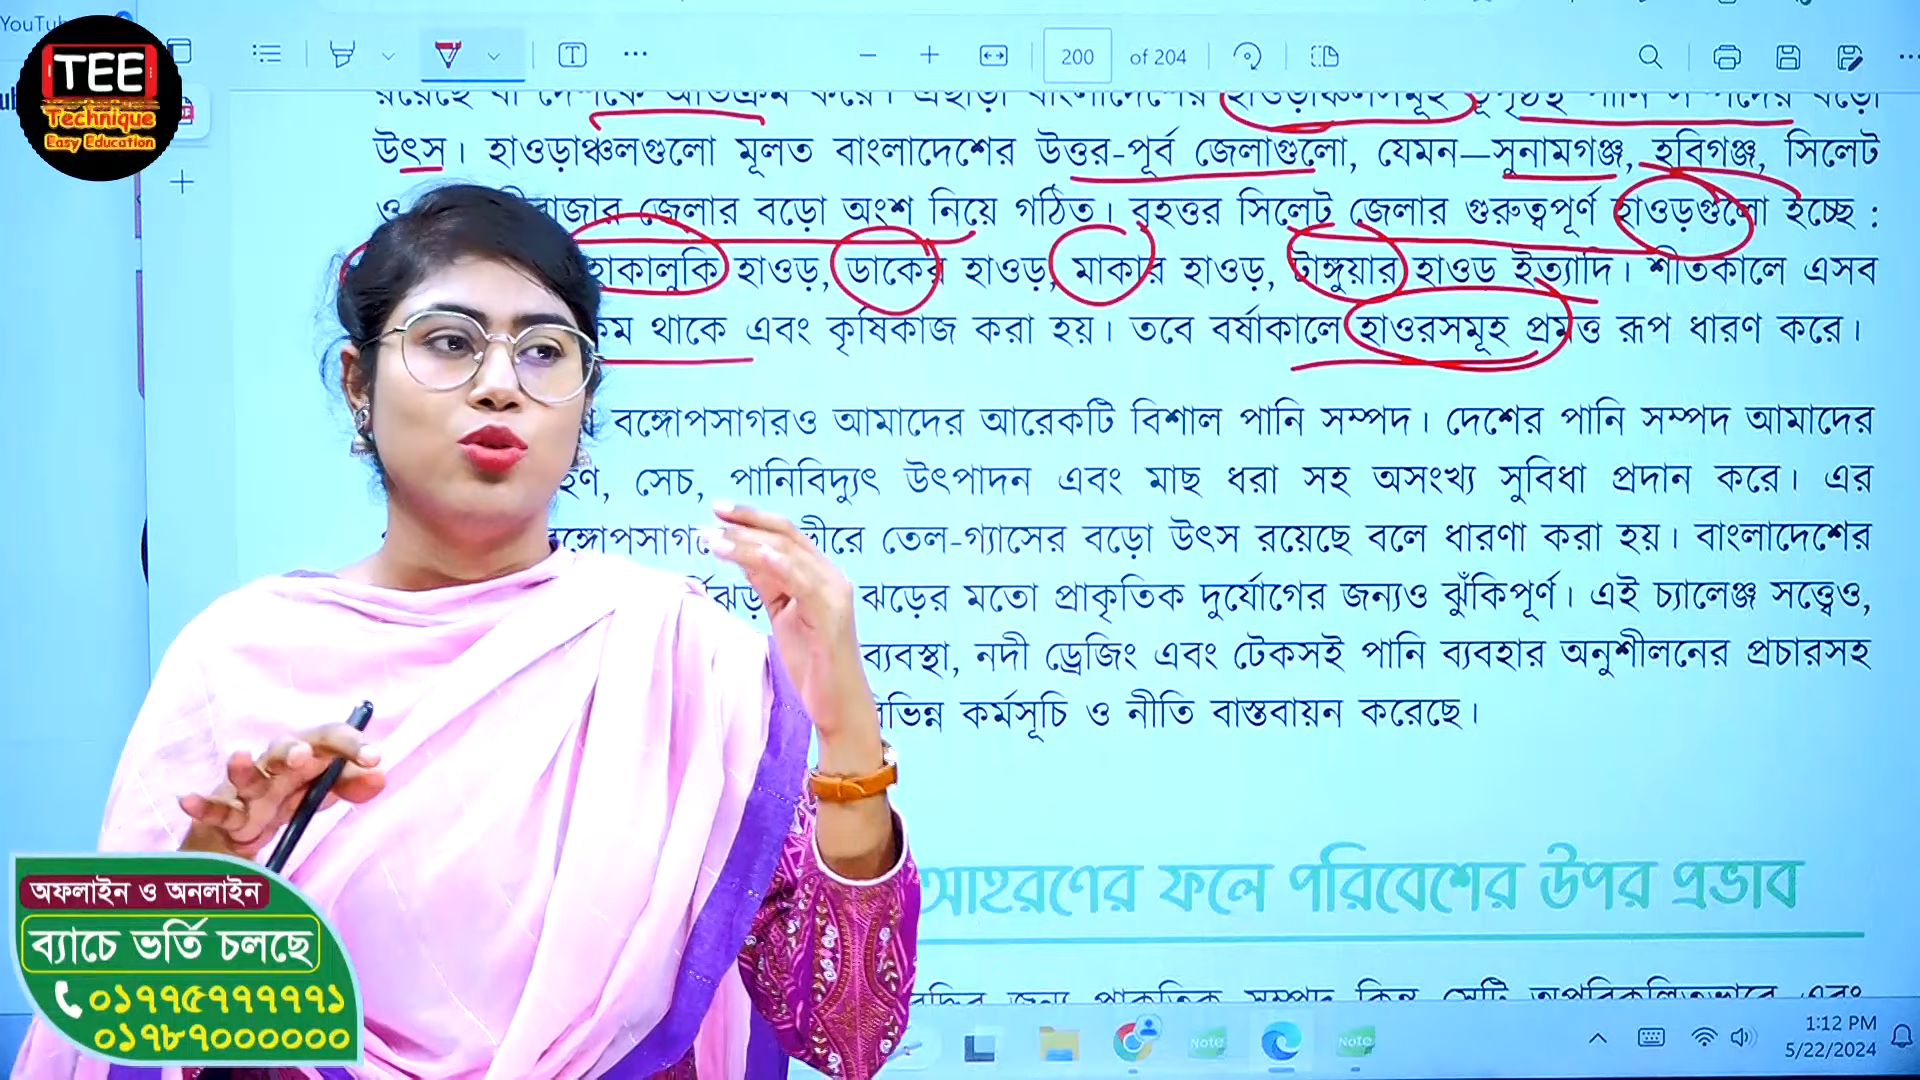 YouTu
TEE
Technique
Easy Education
200 of 204
উৎস। হাওড়াঞ্চলগুলো মূলত বাংলাদেশের উত্তর-পূর্ব জেলাগুলো, যেমন—সুনামগঞ্জ, হবিগঞ্জ, সিলেট
ও বাজার জেলার বড়ো অংশ নিয়ে গঠিত। বৃহত্তর সিলেট জেলার গুরুত্বপূর্ণ হাওড়গুলো হচ্ছে :
হাকালুকি হাওড়, ডাকের হাওড়, মাকার হাওড়, টাঙ্গুয়ার হাওড ইত্যাদি। শীতকালে এসব
কম থাকে এবং কৃষিকাজ করা হয়। তবে বর্ষাকালে হাওরসমূহ প্রমত্ত রূপ ধারণ করে।
বঙ্গোপসাগরও আমাদের আরেকটি বিশাল পানি সম্পদ। দেশের পানি সম্পদ আমাদের
হণ, সেচ, পানিবিদ্যুৎ উৎপাদন এবং মাছ ধরা সহ অসংখ্য সুবিধা প্রদান করে। এর
ভীরে তেল-গ্যাসের বড়ো উৎস রয়েছে বলে ধারণা করা হয়। বাংলাদেশের
ঝড়ের মতো প্রাকৃতিক দুর্যোগের জন্যও ঝুঁকিপূর্ণ। এই চ্যালেঞ্জ সত্ত্বেও,
ব্যবস্থা, নদী ড্রেজিং এবং টেকসই পানি ব্যবহার অনুশীলনের প্রচারসহ
বিভিন্ন কর্মসূচি ও নীতি বাস্তবায়ন করেছে।
আহরণের ফলে পরিবেশের উপর প্রভাব
অফলাইন ও অনলাইন
ব্যাচে ভর্তি চলছে
০১৭৭৫৭৭৭৭৭১
০১৭৮৭০০০০০০
Note
Note
1:12 PM
5/22/2024